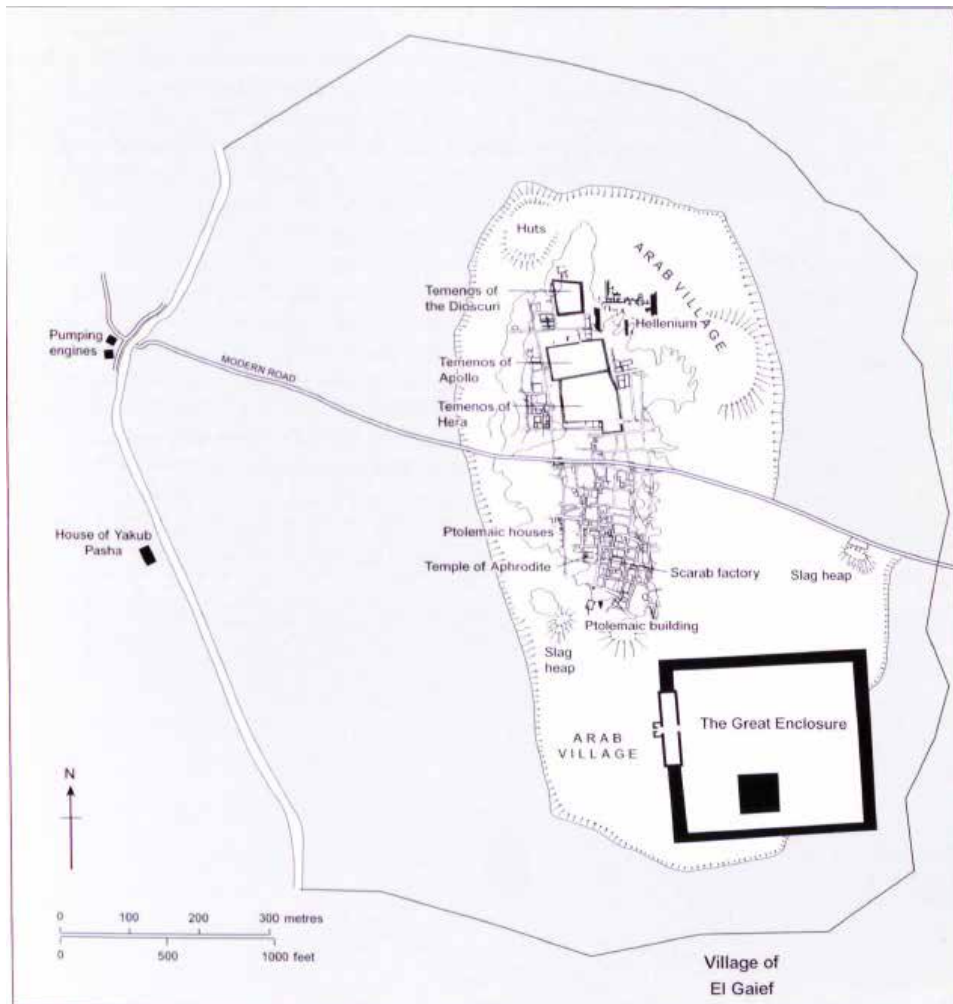 Huts
ARAB VILLAGE
Temenos of
the Dioscuri
Hellenium
Pumping
engines
MODERN ROAD
Temenos of
Apollo
Temenos of
Hera
House of Yakub
Pasha
Ptolemaic houses
Temple of Aphrodite
Scarab factory
Slag heap
Ptolemaic building
Slag
heap
The Great Enclosure
ARAB
VILLAGE
N
0 100 200 300 metres
0 500 1000 feet
Village of
El Gaief